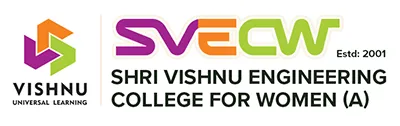 VISHNU
UNIVERSAL LEARNING
SVECW
Estd: 2001
SHRI VISHNU ENGINEERING
COLLEGE FOR WOMEN (A)